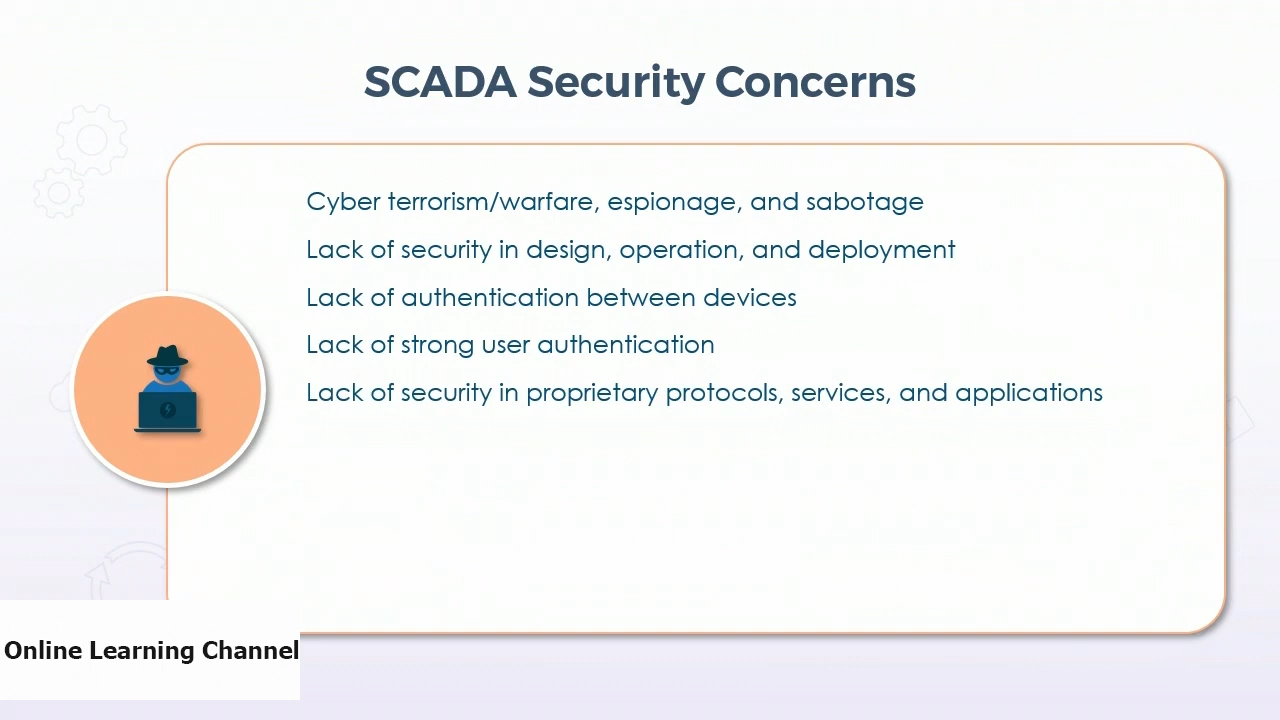 SCADA Security Concerns
Cyber terrorism/warfare, espionage, and sabotage
Lack of security in design, operation, and deployment
Lack of authentication between devices
Lack of strong user authentication
Lack of security in proprietary protocols, services, and applications
Online Learning Channel